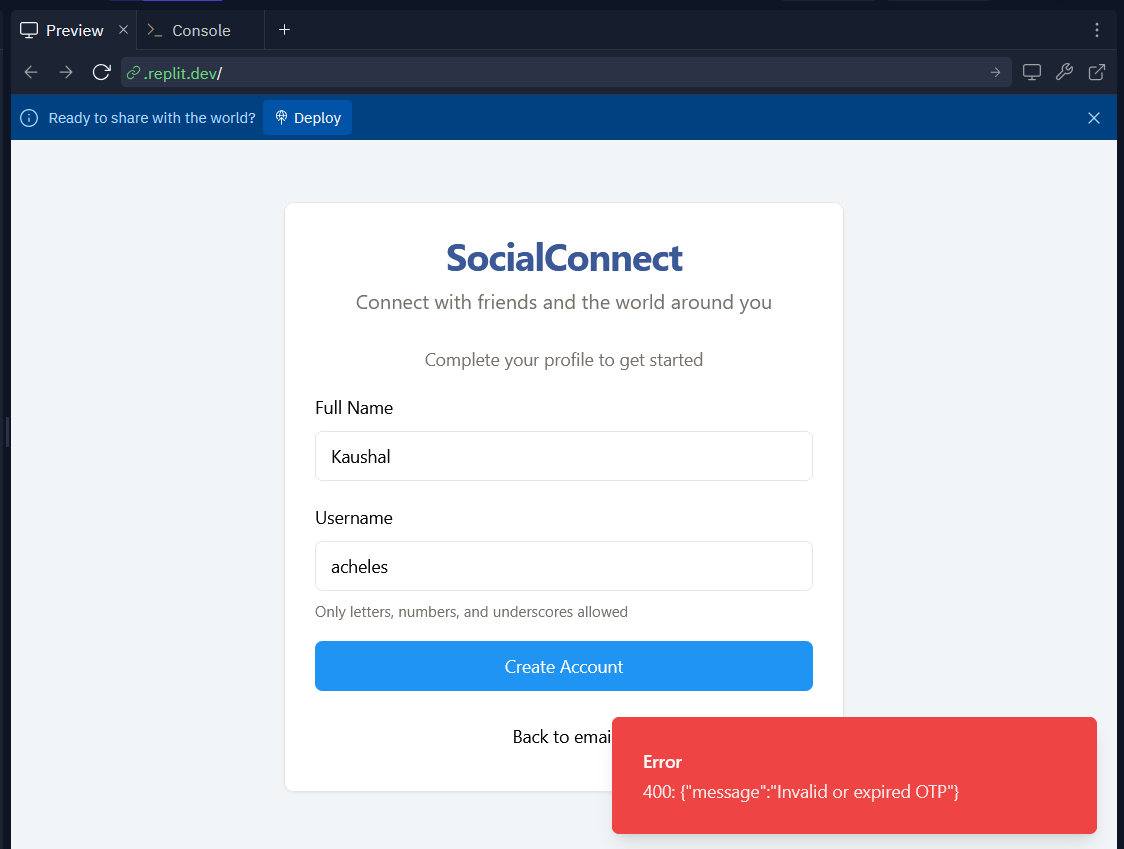 Preview
Console
.replit.dev/
Ready to share with the world?
Deploy
SocialConnect
Connect with friends and the world around you
Complete your profile to get started
Full Name
Kaushal
Username
acheles
Only letters, numbers, and underscores allowed
Create Account
Back to emai
Error
400: {"message":"Invalid or expired OTP"}